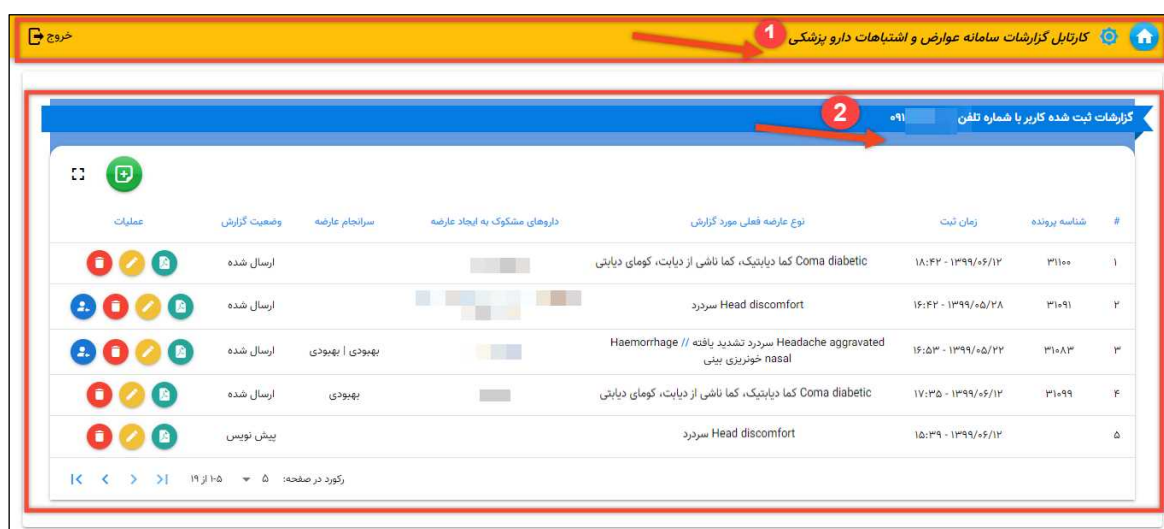 کارتابل گزارشات سامانه عوارض و اشتباهات دارو پزشکی 1 خروج
گزارشات ثبت شده کاربر با شماره تلفن ۰۹۱ 2
# شناسه پرونده زمان ثبت نوع عارضه فعلی مورد گزارش داروهای مشکوک به ایجاد عارضه سرانجام عارضه وضعیت گزارش عملیات
۱ ۳۱۱۰۰ ۱۳۹۹/۰۶/۱۲ - ۱۸:۴۲ Coma diabetic کما دیابتیک، کما ناشی از دیابت، کومای دیابتی ارسال شده
۲ ۳۱۰۹۱ ۱۳۹۹/۰۵/۲۸ - ۱۶:۴۲ Head discomfort سردرد ارسال شده
۳ ۳۱۰۸۳ ۱۳۹۹/۰۵/۲۲ - ۱۶:۵۳ Headache aggravated سردرد تشدید یافته // Haemorrhage بهبودی | بهبودی ارسال شده
nasal خونریزی بینی
۴ ۳۱۰۹۹ ۱۳۹۹/۰۶/۱۲ - ۱۷:۳۵ Coma diabetic کما دیابتیک، کما ناشی از دیابت، کومای دیابتی بهبودی ارسال شده
۵ ۱۳۹۹/۰۶/۱۲ - ۱۵:۳۹ Head discomfort سردرد پیش نویس
رکورد در صفحه: ۵ ۱-۵ از ۱۹